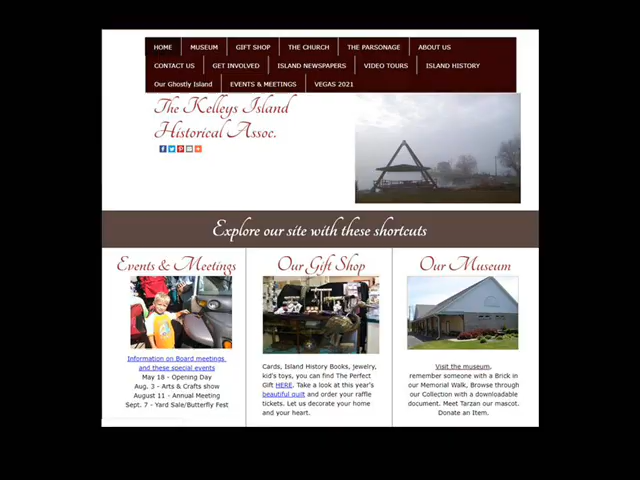 HOME MUSEUM GIFT SHOP THE CHURCH THE PARSONAGE ABOUT US
CONTACT US GET INVOLVED ISLAND NEWSPAPERS VIDEO TOURS ISLAND HISTORY
Our Ghostly Island EVENTS & MEETINGS VEGAS 2021
The Kelleys Island
Historical Assoc.
Explore our site with these shortcuts
Events & Meetings
Information on Board meetings
and these special events
May 18 - Opening Day
Aug. 3 - Arts & Crafts show
August 11 - Annual Meeting
Sept. 7 - Yard Sale/Butterfly Fest
Our Gift Shop
Cards, Island History Books, jewelry,
kid's toys, you can find The Perfect
Gift HERE. Take a look at this year's
beautiful quilt and order your raffle
tickets. Let us decorate your home
and your heart.
Our Museum
Visit the museum,
remember someone with a Brick in
our Memorial Walk, Browse through
our Collection with a downloadable
document. Meet Tarzan our mascot.
Donate an Item.